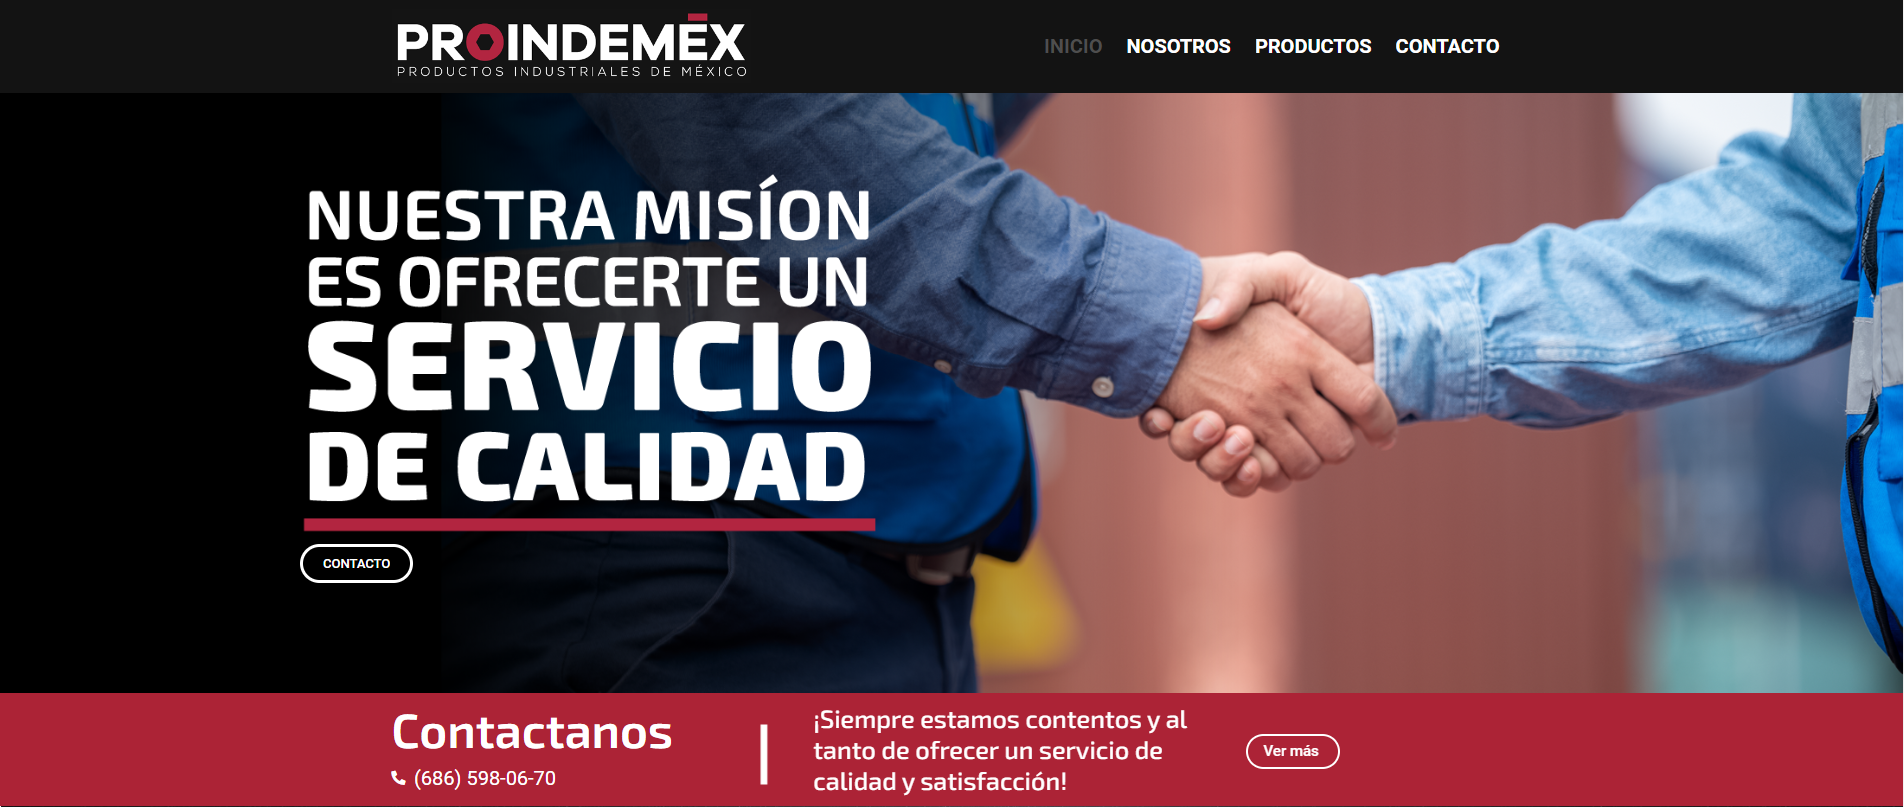 PROINDEMĒX
PRODUCTOS INDUSTRIALES DE MÉXICO
INICIO NOSOTROS PRODUCTOS CONTACTO
NUESTRA MISÍON
ES OFRECERTE UN
SERVICIO
DE CALIDAD
CONTACTO
Contactanos
(686) 598-06-70
¡Siempre estamos contentos y al
tanto de ofrecer un servicio de
calidad y satisfacción!
Ver más